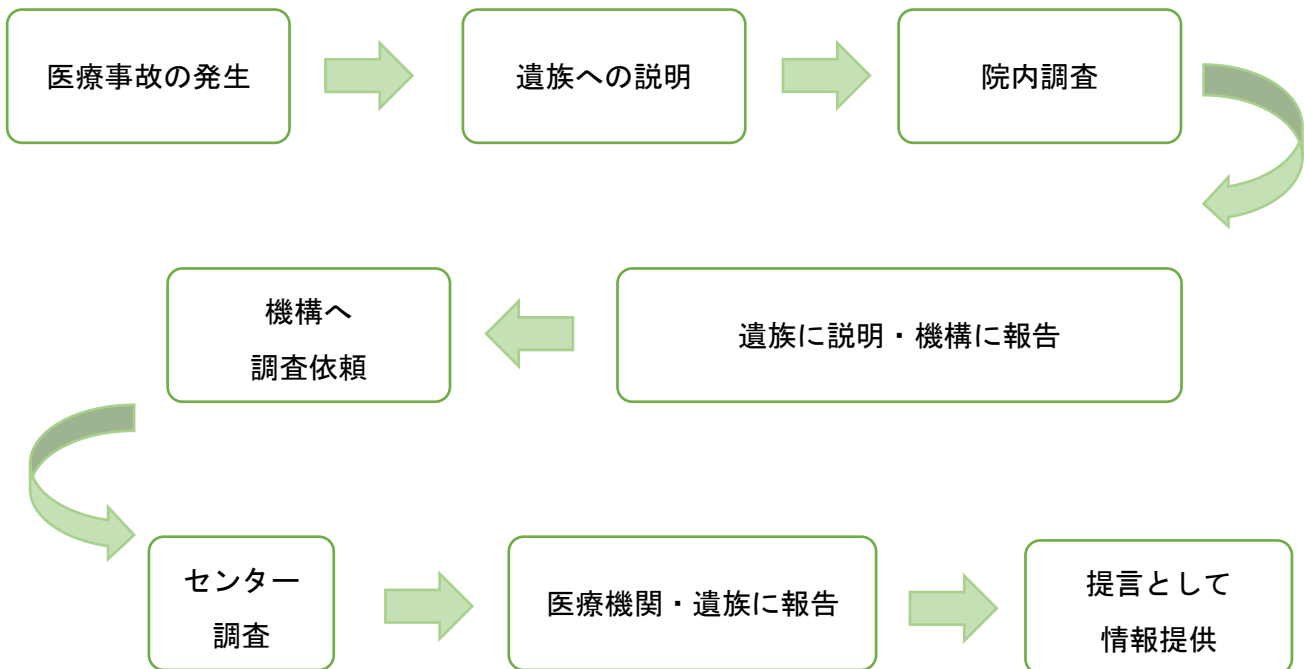 医療事故の発生
遺族への説明
院内調査
遺族に説明・機構に報告
機構へ
調査依頼
センター
調査
医療機関・遺族に報告
提言として
情報提供